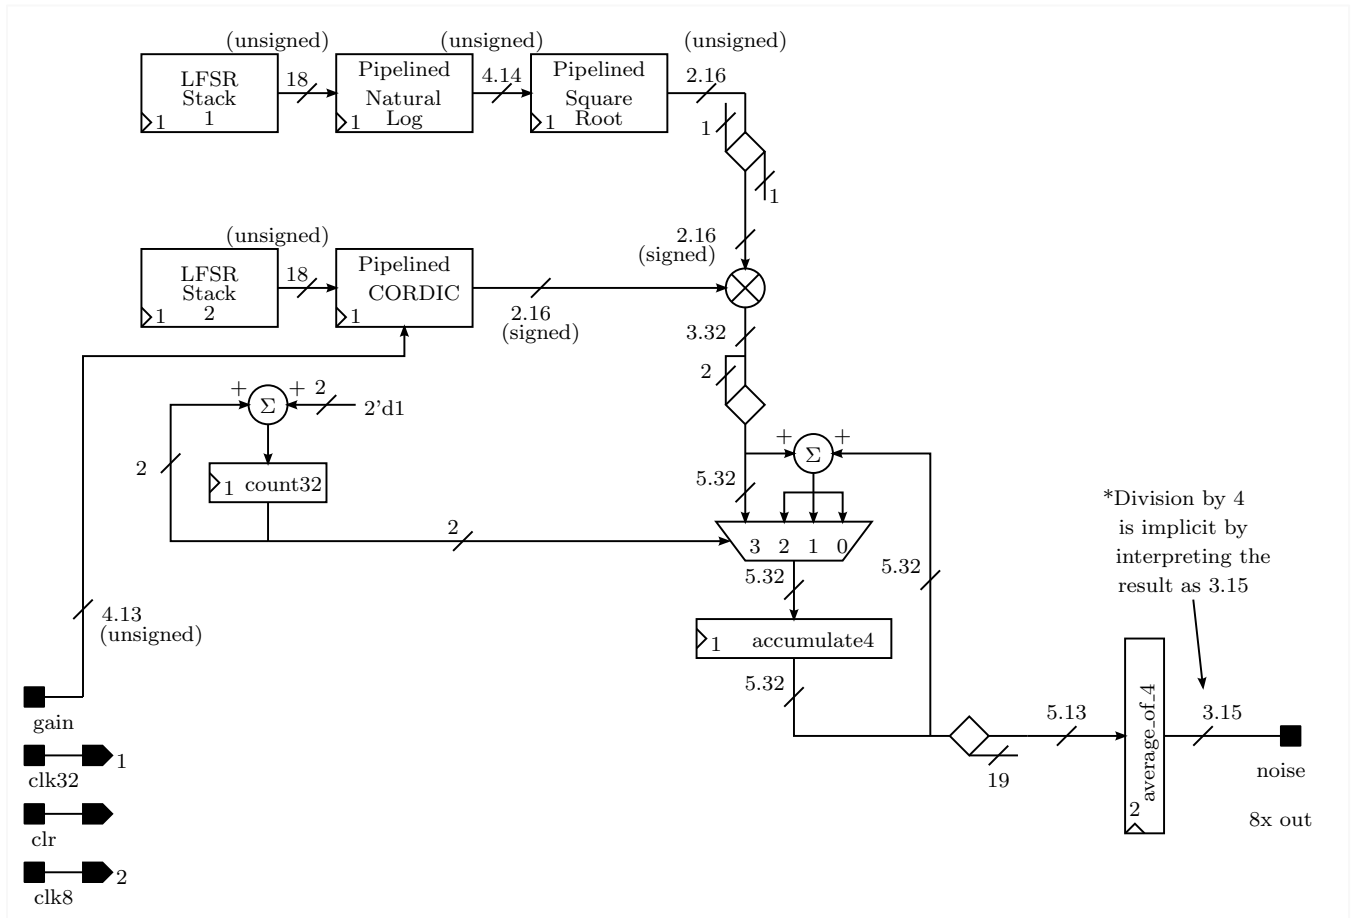 (unsigned)
(unsigned)
(unsigned)
LFSR
Stack
1
1
18
Pipelined
Natural
Log
1
4.14
Pipelined
Square
Root
1
2.16
1
1
2.16
(signed)
(unsigned)
LFSR
Stack
2
1
18
Pipelined
CORDIC
1
2.16
(signed)
3.32
2
+
+
2
Σ
2'd1
2
1
count32
2
+
+
Σ
5.32
3
2
1
0
5.32
5.32
1
accumulate4
5.32
*Division by 4
is implicit by
interpreting the
result as 3.15
4.13
(unsigned)
5.13
19
average_of_4
2
3.15
noise
8x out
gain
1
clk32
clr
2
clk8